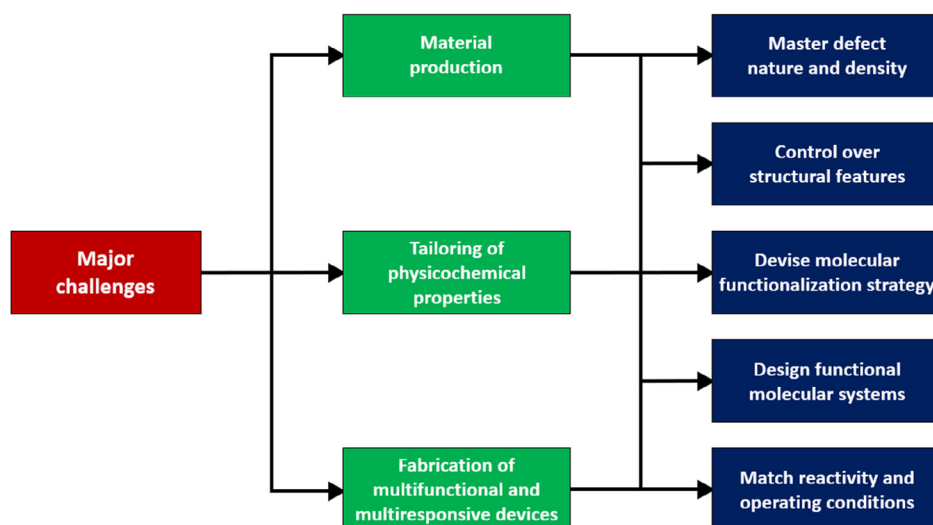 Major
challenges
Material
production
Tailoring of
physicochemical
properties
Fabrication of
multifunctional and
multiresponsive devices
Master defect
nature and density
Control over
structural features
Devise molecular
functionalization strategy
Design functional
molecular systems
Match reactivity and
operating conditions